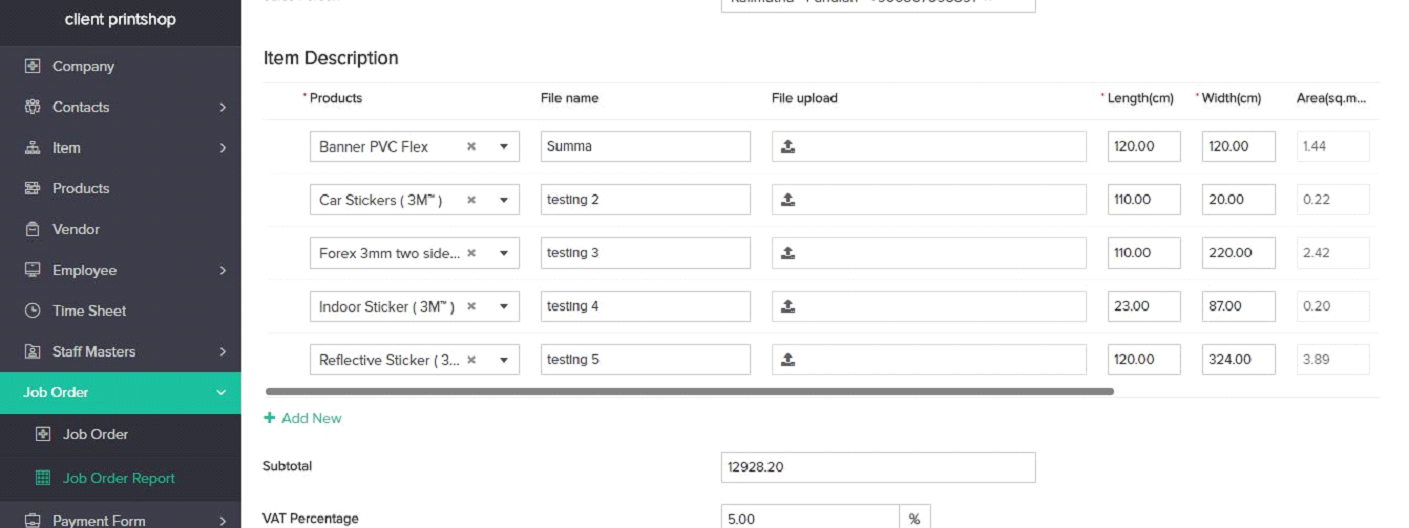 client printshop
Company
Contacts
Item
Products
Vendor
Employee
Time Sheet
Staff Masters
Job Order
Job Order
Job Order Report
Payment Form
Item Description
* Products File name File upload * Length(cm) * Width(cm) Area(sq.m...
Banner PVC Flex Summa 120.00 120.00 1.44
Car Stickers ( 3M™ ) testing 2 110.00 20.00 0.22
Forex 3mm two side... testing 3 110.00 220.00 2.42
Indoor Sticker ( 3M™ ) testing 4 23.00 87.00 0.20
Reflective Sticker ( 3... testing 5 120.00 324.00 3.89
+ Add New
Subtotal 12928.20
VAT Percentage 5.00 %